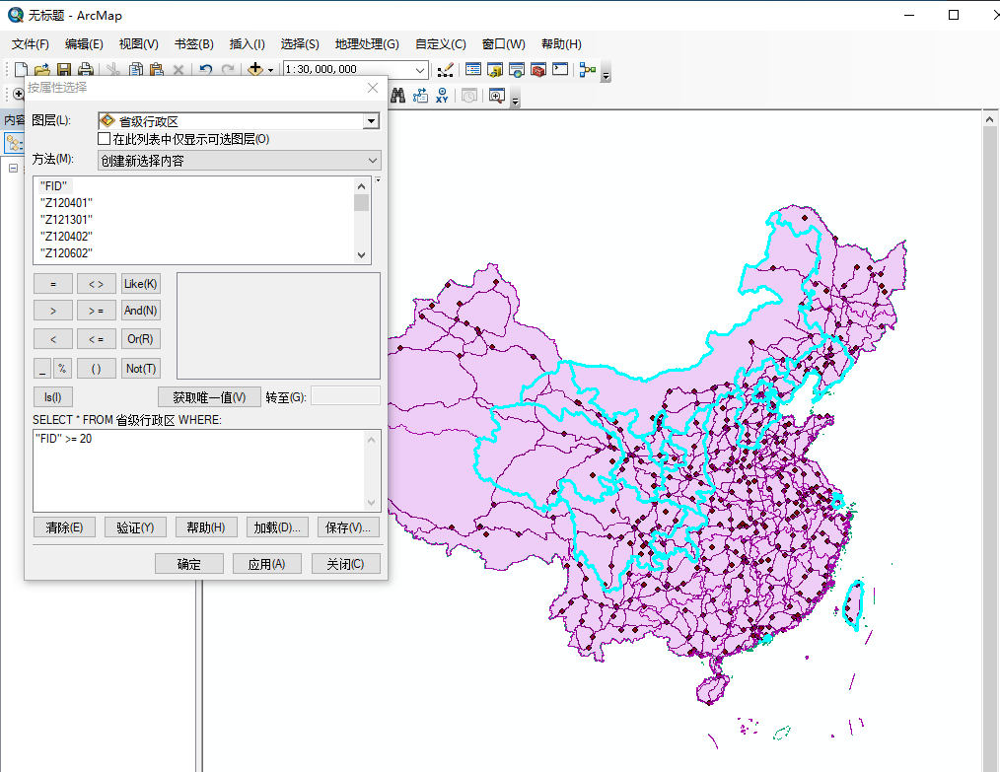 无标题 - ArcMap
文件(F) 编辑(E) 视图(V) 书签(B) 插入(I) 选择(S) 地理处理(G) 自定义(C) 窗口(W) 帮助(H)
1:30,000,000
按属性选择
XY
内容
图层(L): 省级行政区
在此列表中仅显示可选图层(O)
方法(M): 创建新选择内容
"FID"
"Z120401"
"Z121301"
"Z120402"
"Z120602"
= < > Like(K)
> > = And(N)
< < = Or(R)
_ % ( ) Not(T)
Is(I) 获取唯一值(V) 转至(G):
SELECT * FROM 省级行政区 WHERE:
"FID" >= 20
清除(E) 验证(Y) 帮助(H) 加载(D)... 保存(V)...
确定 应用(A) 关闭(C)